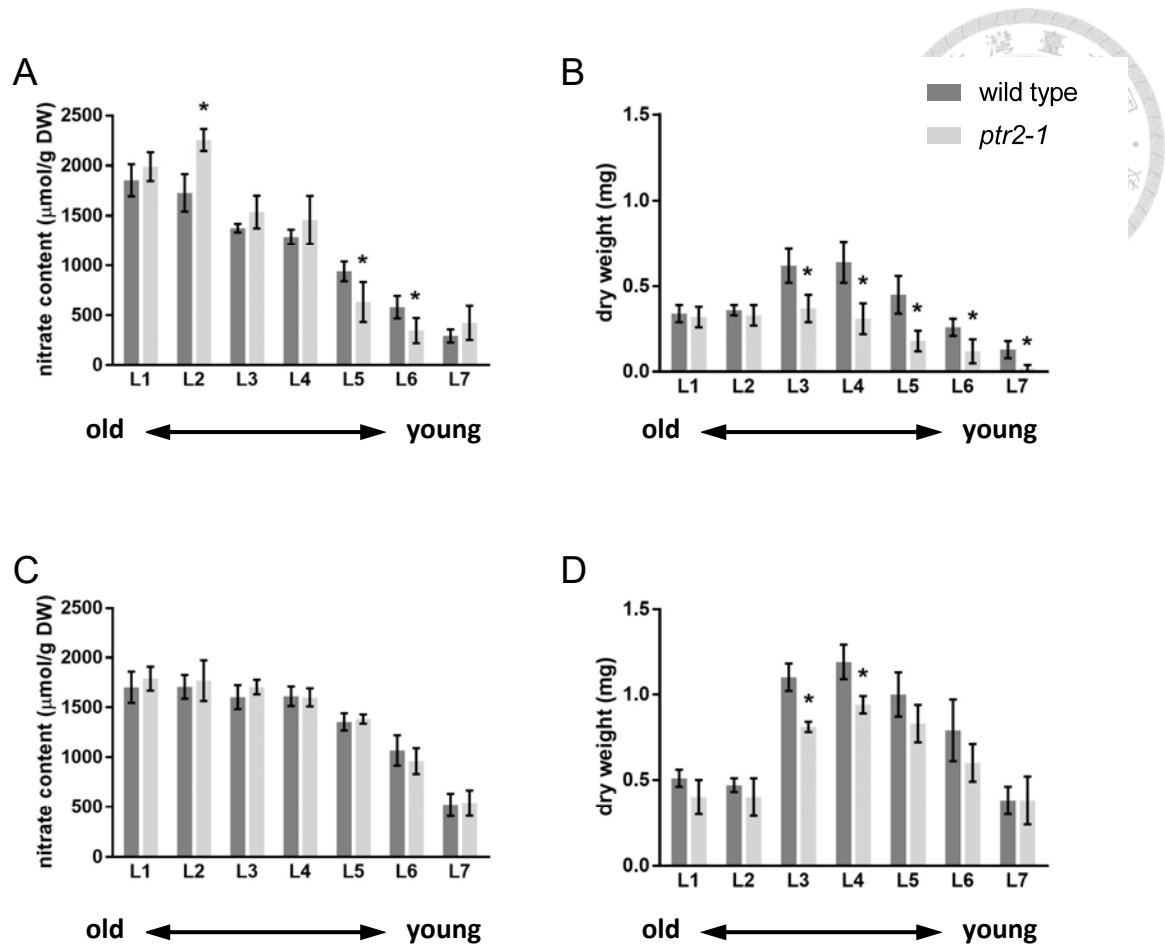 A
nitrate content (μmol/g DW)
2500
2000
1500
1000
500
0
*
*
*
L1 L2 L3 L4 L5 L6 L7
old young
B
dry weight (mg)
1.5
1.0
0.5
0.0
*
*
*
*
*
L1 L2 L3 L4 L5 L6 L7
old young
灣臺
wild type
ptr2-1
C
nitrate content (μmol/g DW)
2500
2000
1500
1000
500
0
L1 L2 L3 L4 L5 L6 L7
old young
D
dry weight (mg)
1.5
1.0
0.5
0.0
*
*
L1 L2 L3 L4 L5 L6 L7
old young